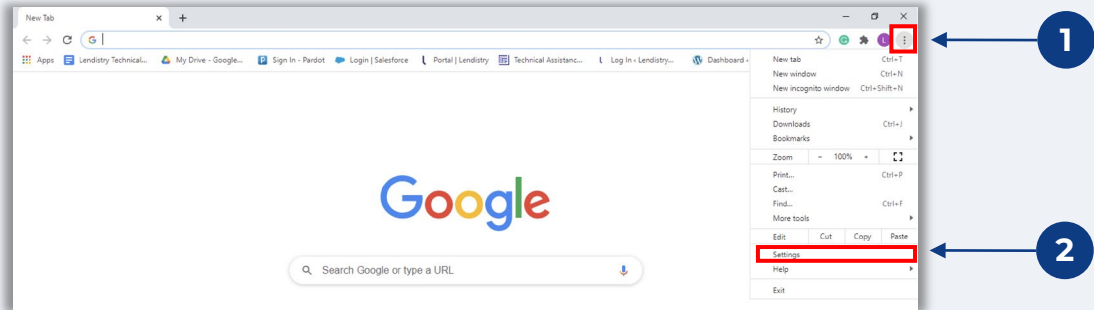 New Tab
G
1
Apps Lendistry Technical... My Drive - Google... Sign In - Pardot Login | Salesforce Portal | Lendistry Technical Assistanc... Log In ‹ Lendistry... Dashboard ‹
New tab Ctrl+T
New window Ctrl+N
New incognito window Ctrl+Shift+N
History
Downloads Ctrl+J
Bookmarks
Zoom - 100% +
Print... Ctrl+P
Cast...
Find... Ctrl+F
More tools
Edit Cut Copy Paste
Settings
2
Help
Exit
Google
Search Google or type a URL